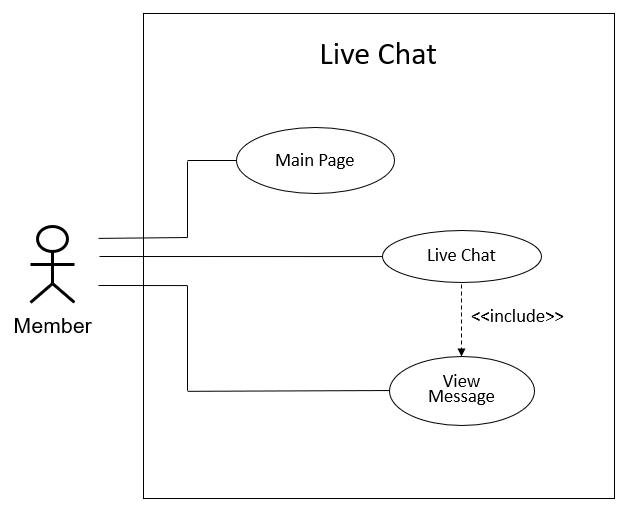 Live Chat
Main Page
Live Chat
<<include>>
Member
View
Message